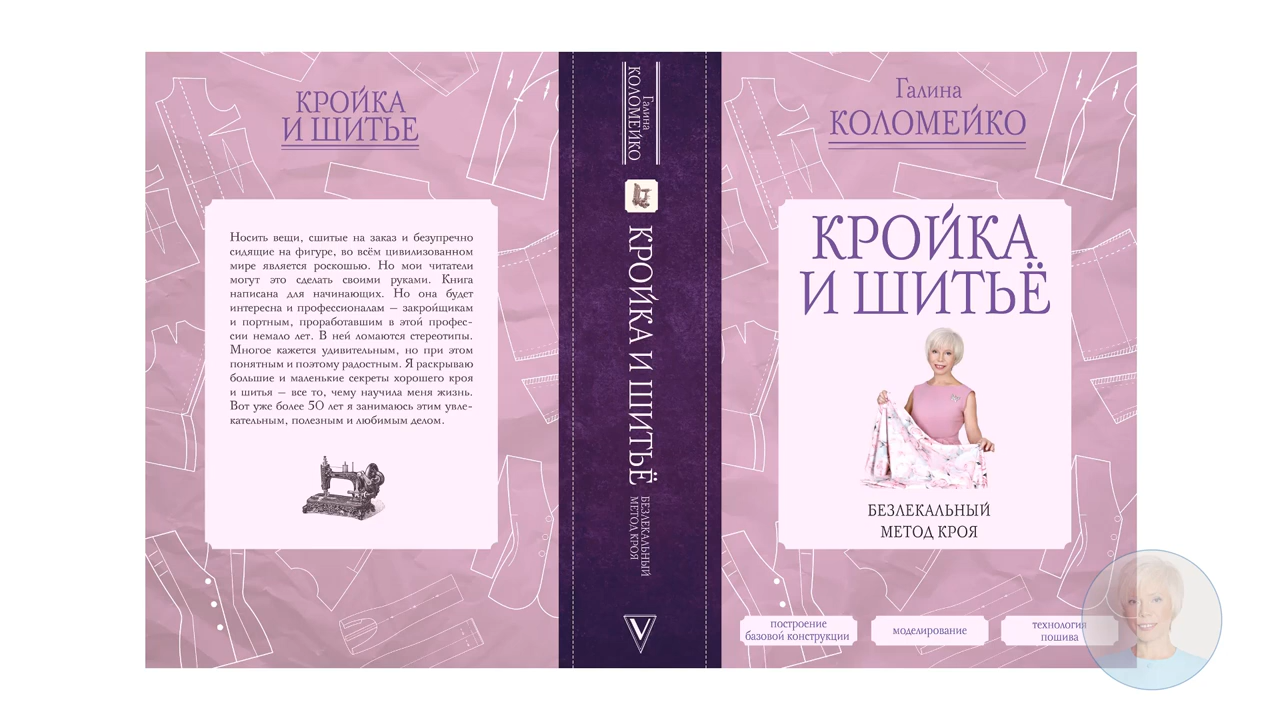 КРОЙКА
И ШИТЬЕ
Носить вещи, сшитые на заказ и безупречно
сидящие на фигуре, во всём цивилизованном
мире является роскошью. Но мои читатели
могут это сделать своими руками. Книга
написана для начинающих. Но она будет
интересна и профессионалам – закройщикам
и портным, проработавшим в этой профес-
сии немало лет. В ней ломаются стереотипы.
Многое кажется удивительным, но при этом
понятным и поэтому радостным. Я раскрываю
большие и маленькие секреты хорошего кроя
и шитья – все то, чему научила меня жизнь.
Вот уже более 50 лет я занимаюсь этим увле-
кательным, полезным и любимым делом.
Галина
КОЛОМЕЙКО
КРОЙКА И ШИТЬЁ
БЕЗЛЕКАЛЬНЫЙ
МЕТОД КРОЯ
V
Галина
КОЛОМЕЙКО
КРОЙКА
И ШИТЬЁ
БЕЗЛЕКАЛЬНЫЙ
МЕТОД КРОЯ
построение
базовой конструкции
моделирование
технология
пошива